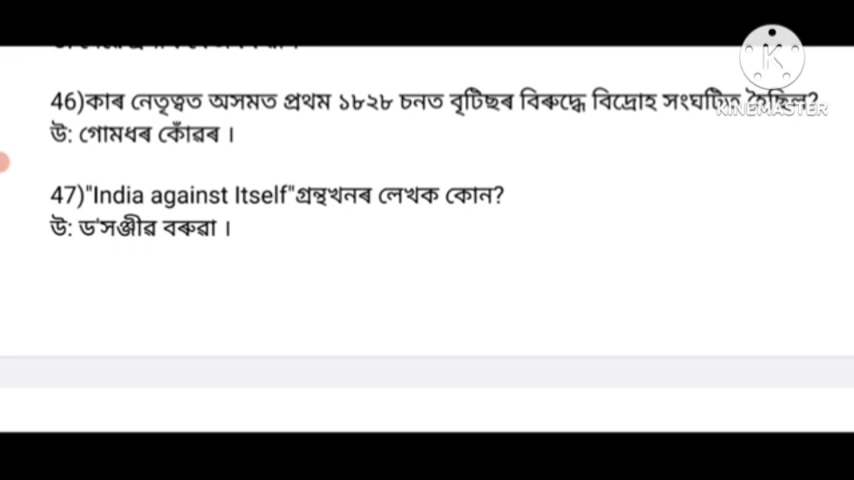 46)কাৰ নেতৃত্বত অসমত প্ৰথম ১৮২৮ চনত বৃটিছৰ বিৰুদ্ধে বিদ্ৰোহ সংঘটিত হৈছিল?
উ: গোমধৰ কোঁৱৰ ।
47)"India against Itself"গ্ৰন্থখনৰ লেখক কোন?
উ: ড'সঞ্জীৱ বৰুৱা ।
KINEMASTER